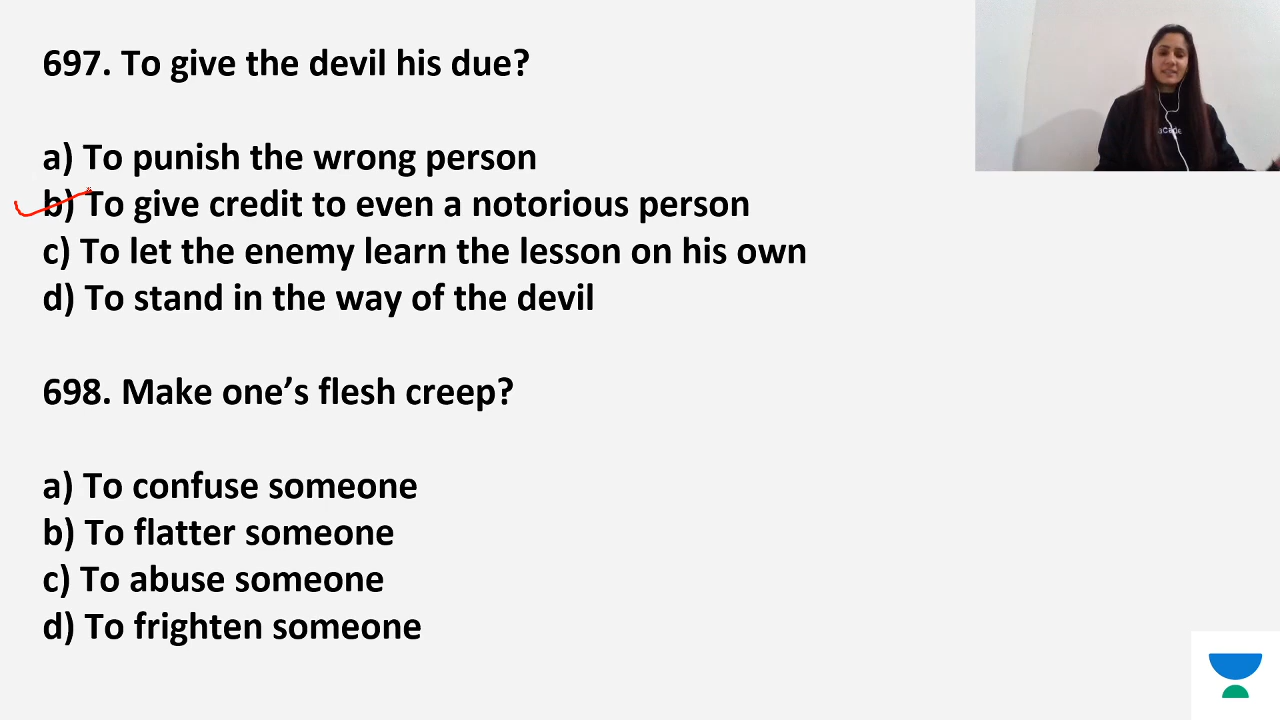 697. To give the devil his due?
a) To punish the wrong person
b) To give credit to even a notorious person
c) To let the enemy learn the lesson on his own
d) To stand in the way of the devil
698. Make one’s flesh creep?
a) To confuse someone
b) To flatter someone
c) To abuse someone
d) To frighten someone